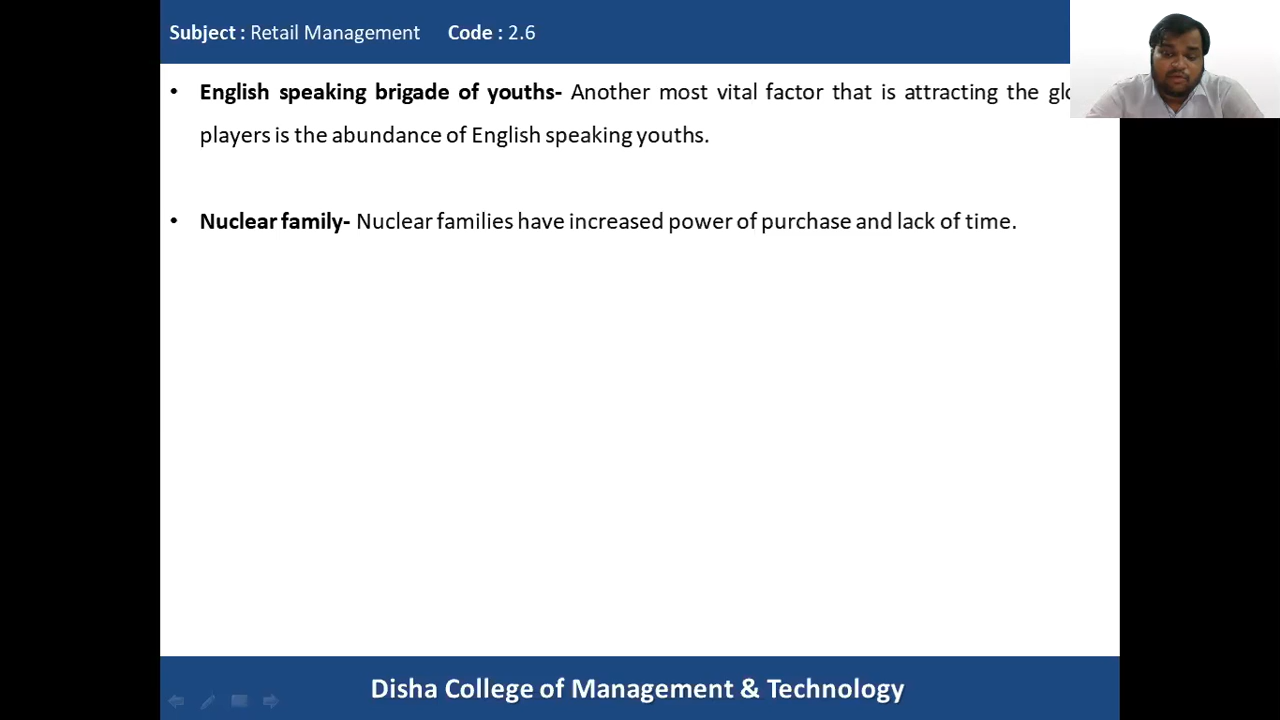 Subject : Retail Management Code : 2.6
• English speaking brigade of youths- Another most vital factor that is attracting the
players is the abundance of English speaking youths.
• Nuclear family- Nuclear families have increased power of purchase and lack of time.
Disha College of Management & Technology